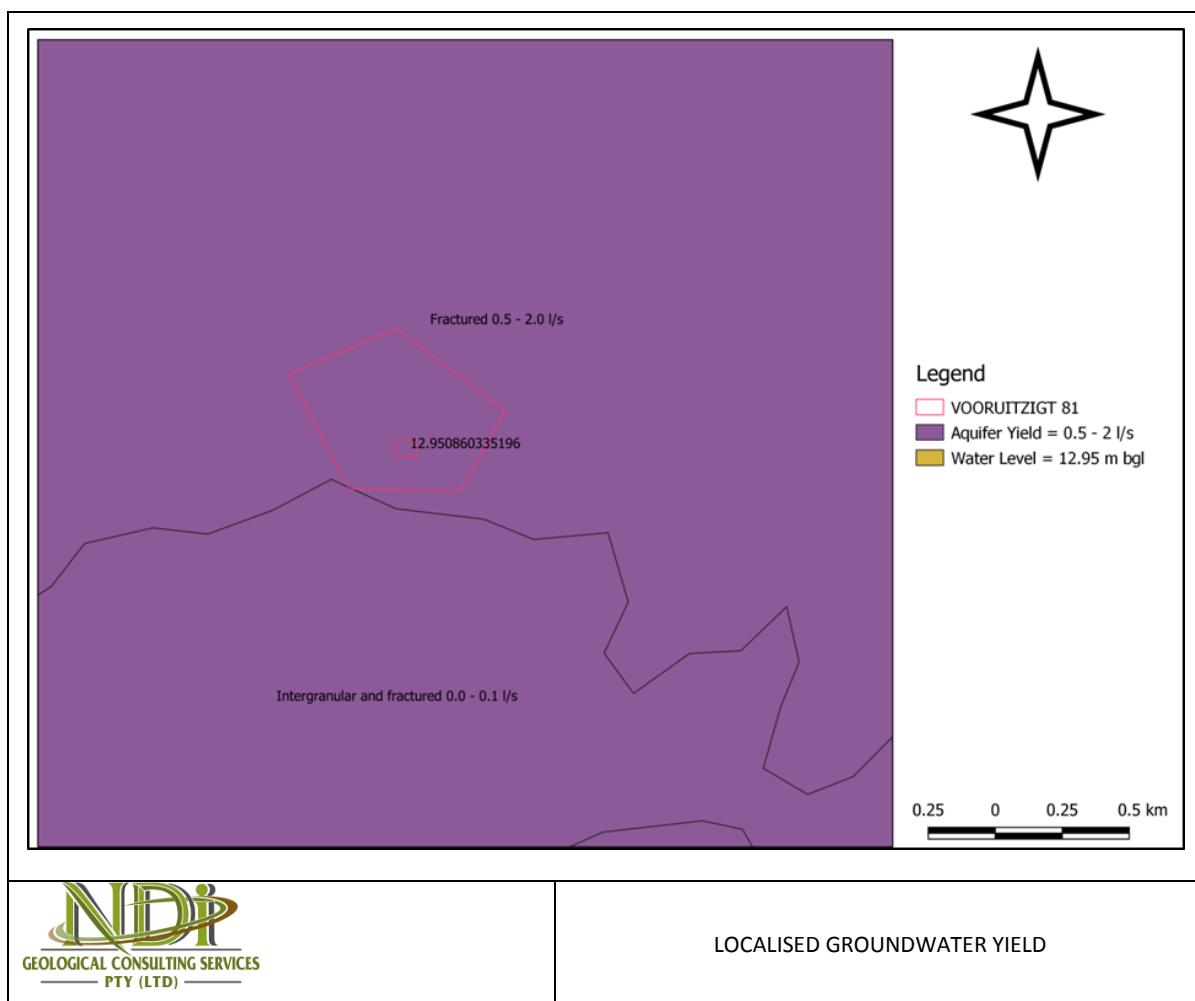 Fractured 0.5 - 2.0 l/s
12.950860335196
Intergranular and fractured 0.0 - 0.1 l/s
Legend
VOORUITZIGT 81
Aquifer Yield = 0.5 - 2 l/s
Water Level = 12.95 m bgl
0.25 0 0.25 0.5 km
NDi
GEOLOGICAL CONSULTING SERVICES
PTY (LTD)
LOCALISED GROUNDWATER YIELD